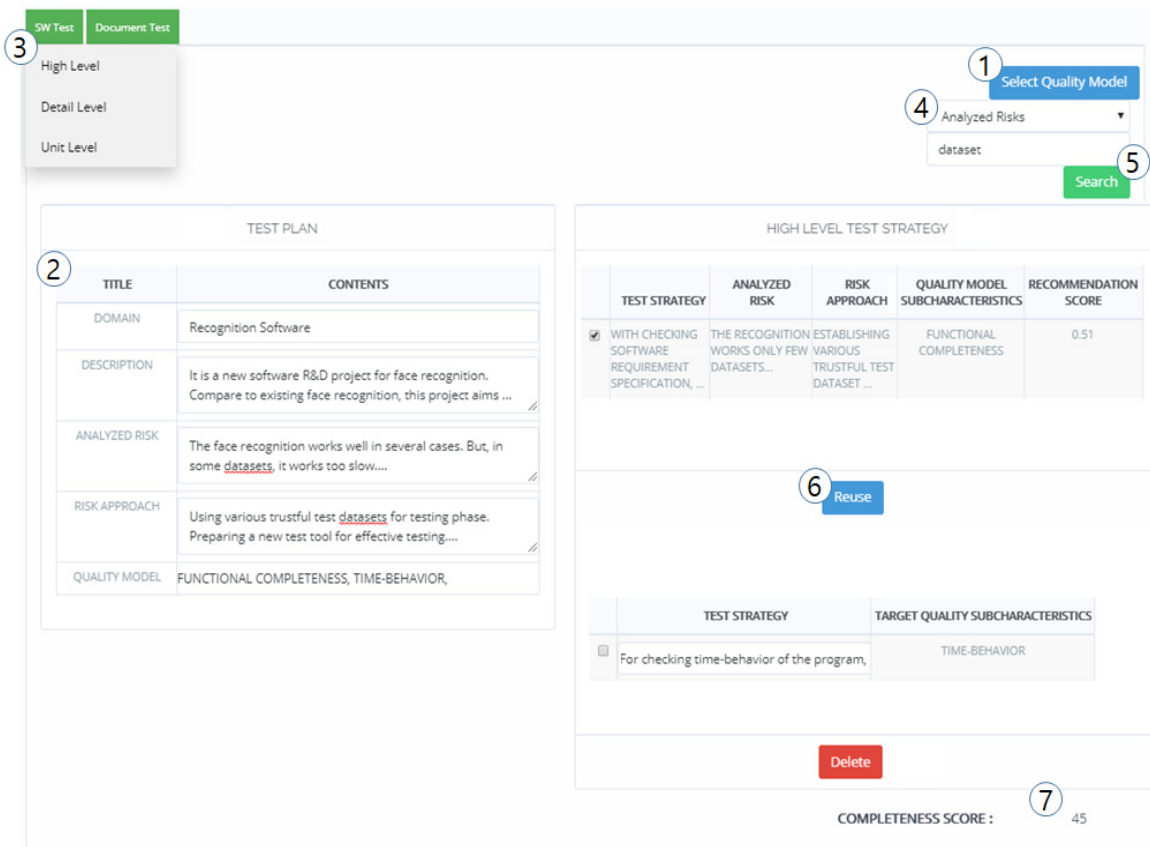 SW Test Document Test
3
High Level
1
Select Quality Model
Detail Level
4
Analyzed Risks
Unit Level
dataset
5
Search
TEST PLAN
2
TITLE CONTENTS
DOMAIN Recognition Software
DESCRIPTION It is a new software R&D project for face recognition.
Compare to existing face recognition, this project aims ...
ANALYZED RISK The face recognition works well in several cases. But, in
some datasets, it works too slow....
RISK APPROACH Using various trustful test datasets for testing phase.
Preparing a new test tool for effective testing....
QUALITY MODEL FUNCTIONAL COMPLETENESS, TIME-BEHAVIOR,
HIGH LEVEL TEST STRATEGY
ANALYZED RISK QUALITY MODEL RECOMMENDATION
TEST STRATEGY RISK APPROACH SUBCHARACTERISTICS SCORE
WITH CHECKING THE RECOGNITION ESTABLISHING FUNCTIONAL 0.51
SOFTWARE WORKS ONLY FEW VARIOUS COMPLETENESS
REQUIREMENT DATASETS... TRUSTFUL TEST
SPECIFICATION, ... DATASET ...
6
Reuse
TEST STRATEGY TARGET QUALITY SUBCHARACTERISTICS
For checking time-behavior of the program, TIME-BEHAVIOR
Delete
7
COMPLETENESS SCORE : 45